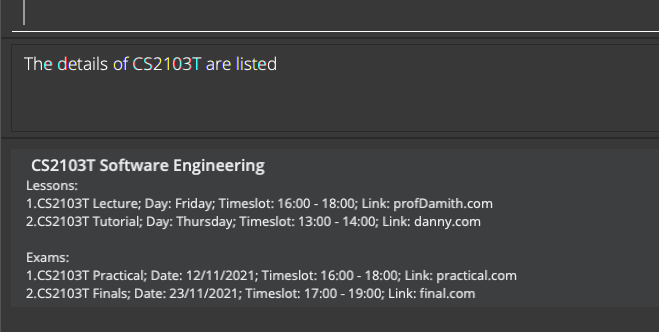 The details of CS2103T are listed
CS2103T Software Engineering
Lessons:
1.CS2103T Lecture; Day: Friday; Timeslot: 16:00 - 18:00; Link: profDamith.com
2.CS2103T Tutorial; Day: Thursday; Timeslot: 13:00 - 14:00; Link: danny.com
Exams:
1.CS2103T Practical; Date: 12/11/2021; Timeslot: 16:00 - 18:00; Link: practical.com
2.CS2103T Finals; Date: 23/11/2021; Timeslot: 17:00 - 19:00; Link: final.com